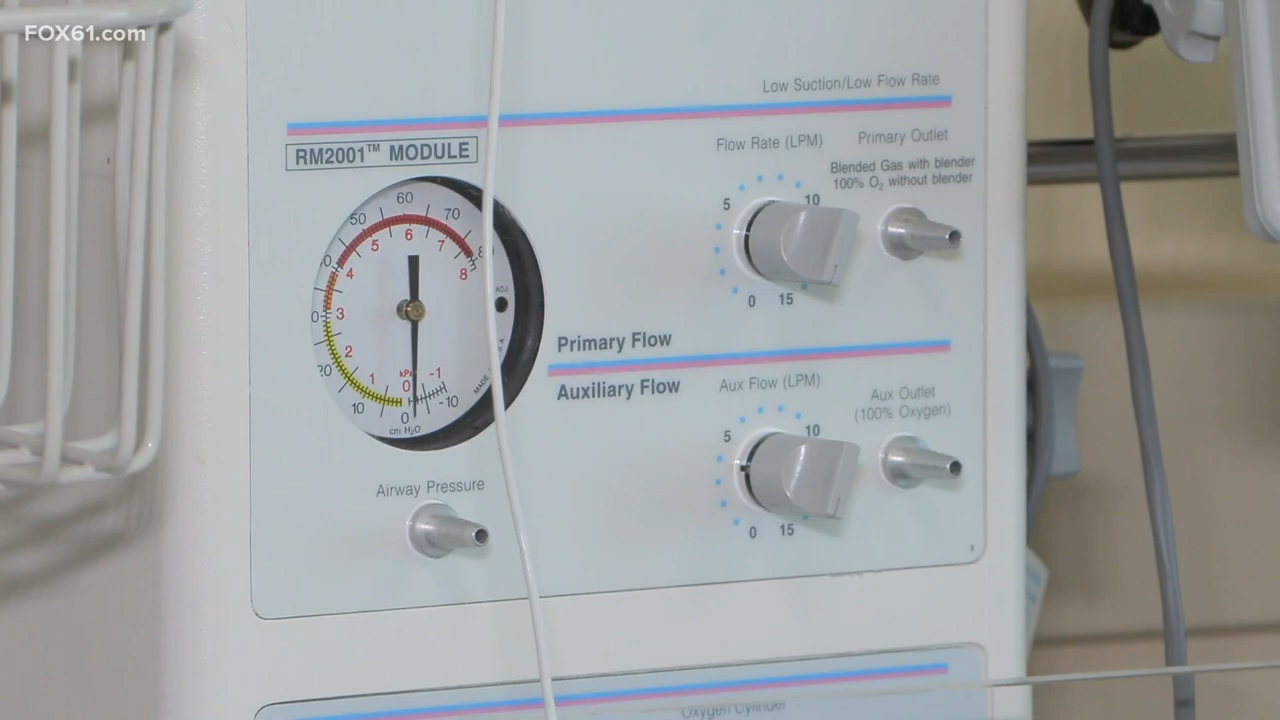 FOX61.com
Low Suction/Low Flow Rate
RM2001™ MODULE
Flow Rate (LPM)
Primary Outlet
Blended Gas with blender
100% O₂ without blender
5
10
0
15
60
50
70
6
5
7
4
8
3
2
20
1
kPa
0
-1
10
0
-10
cm H₂O
ADJ
MADE
Primary Flow
Auxiliary Flow
Aux Flow (LPM)
Aux Outlet
(100% Oxygen)
5
10
0
15
Airway Pressure
Oxygen Cylinder